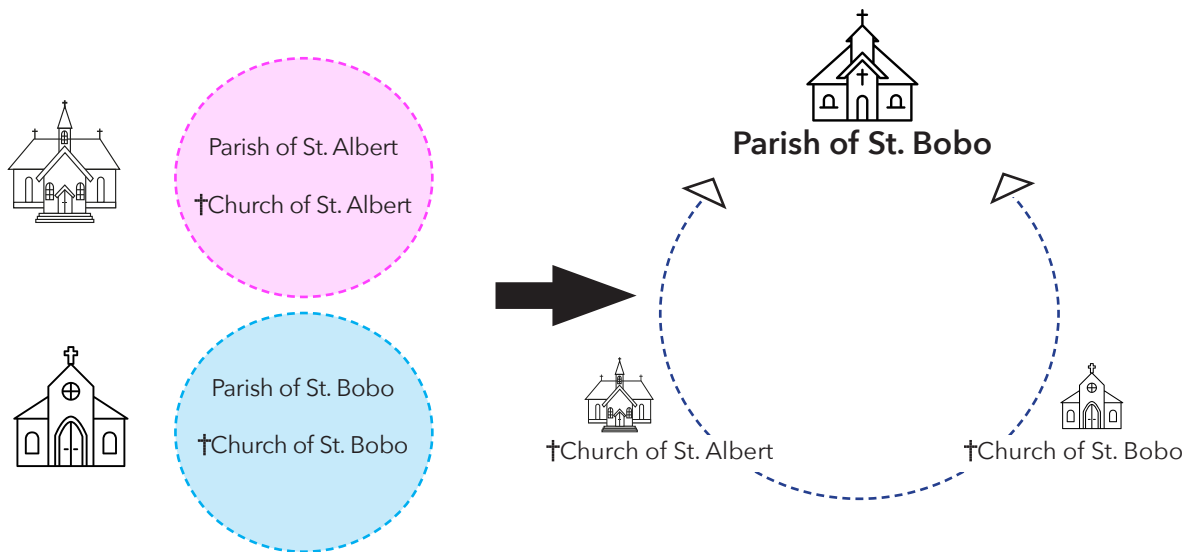 Parish of St. Albert
†Church of St. Albert
Parish of St. Bobo
†Church of St. Bobo
Parish of St. Bobo
†Church of St. Albert
†Church of St. Bobo